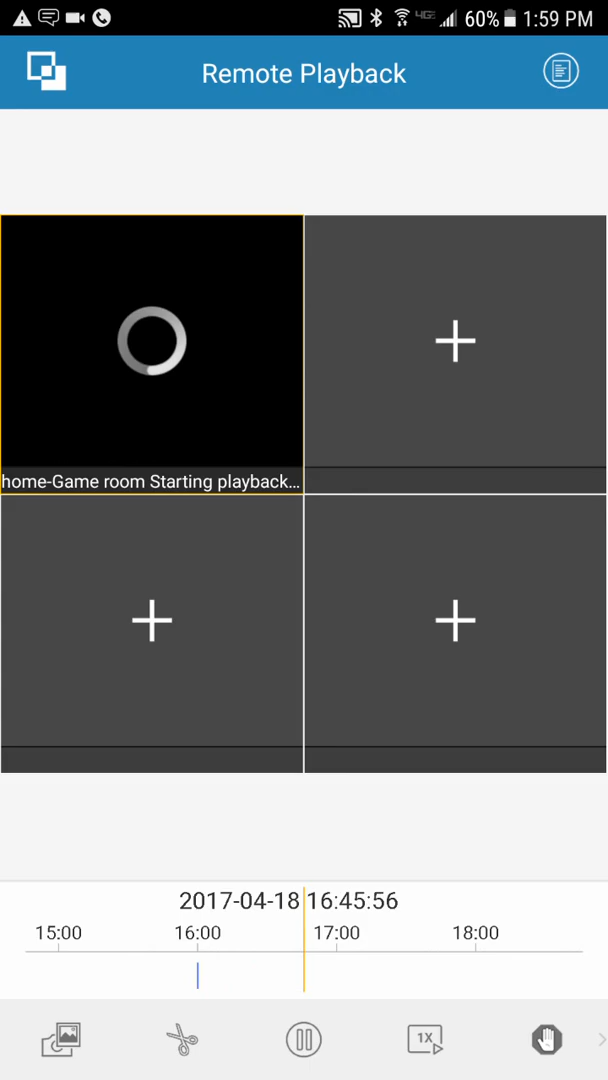 4G 60% 1:59 PM
Remote Playback
home-Game room Starting playback...
2017-04-18 16:45:56
15:00 16:00 17:00 18:00
1X